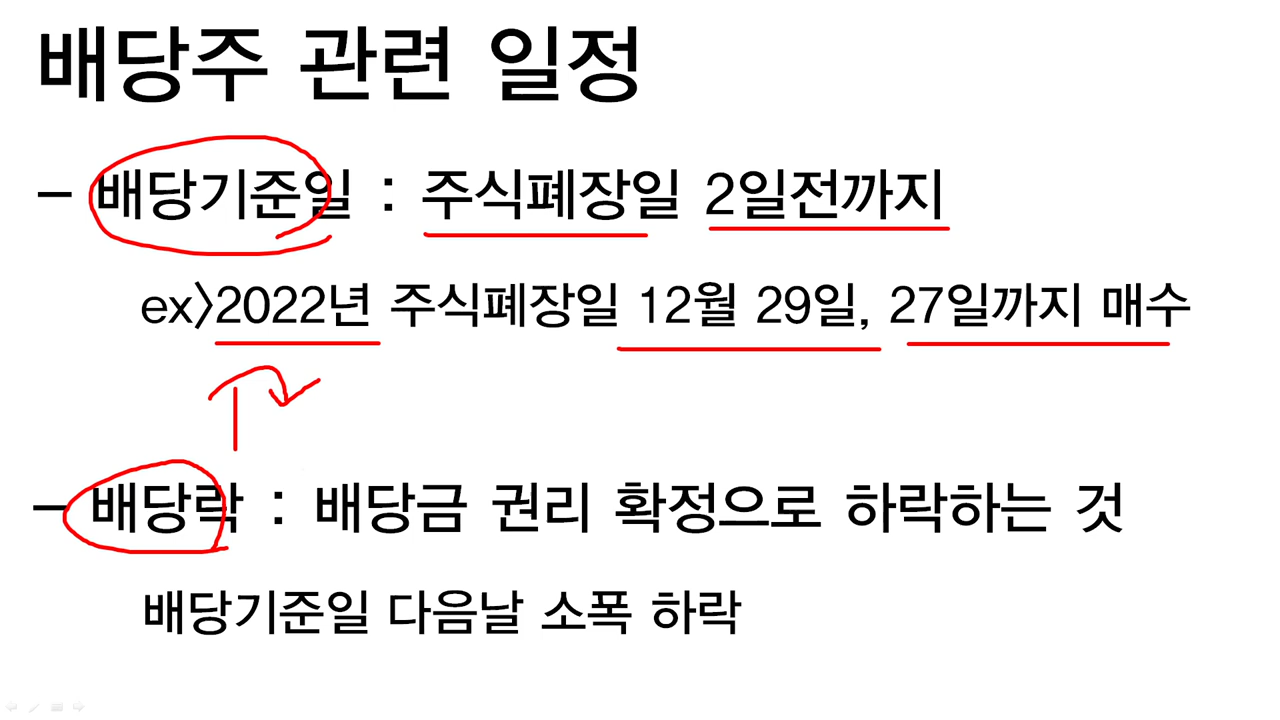 배당주 관련 일정
- 배당기준일 : 주식폐장일 2일전까지
ex>2022년 주식폐장일 12월 29일, 27일까지 매수
- 배당락 : 배당금 권리 확정으로 하락하는 것
배당기준일 다음날 소폭 하락